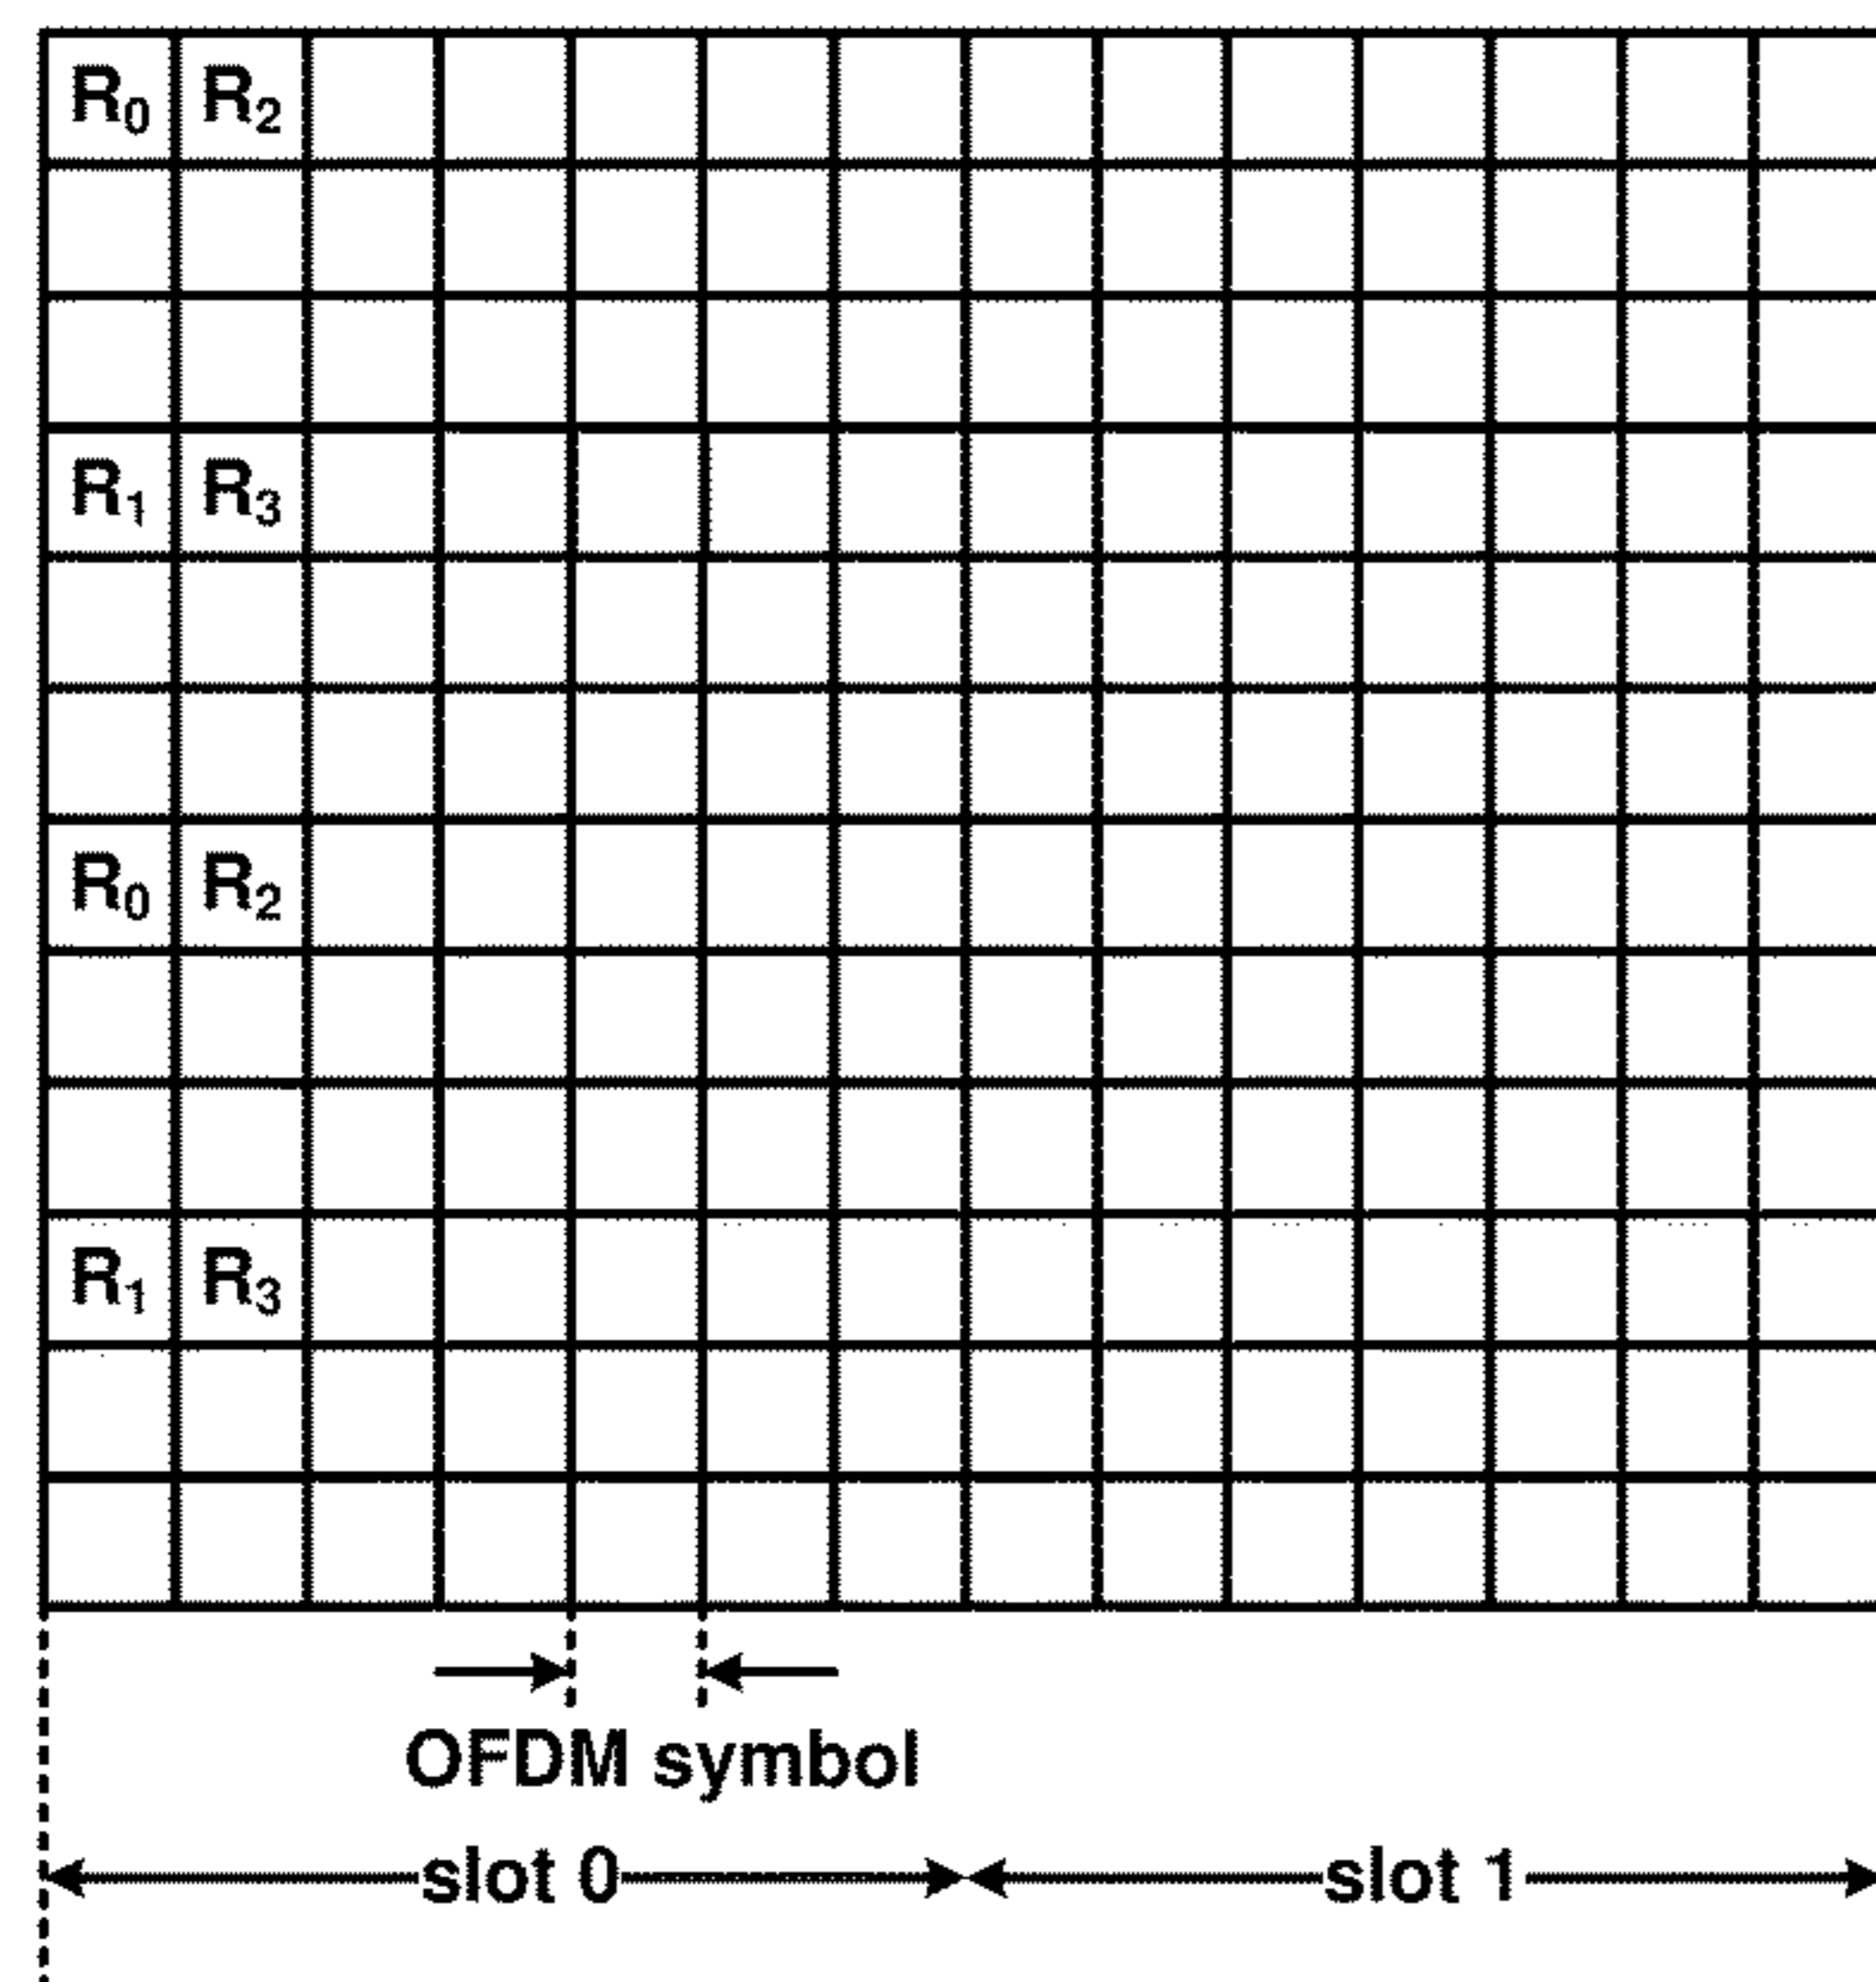 R₀ R₂
R₁ R₃
R₀ R₂
R₁ R₃
OFDM symbol
slot 0 slot 1